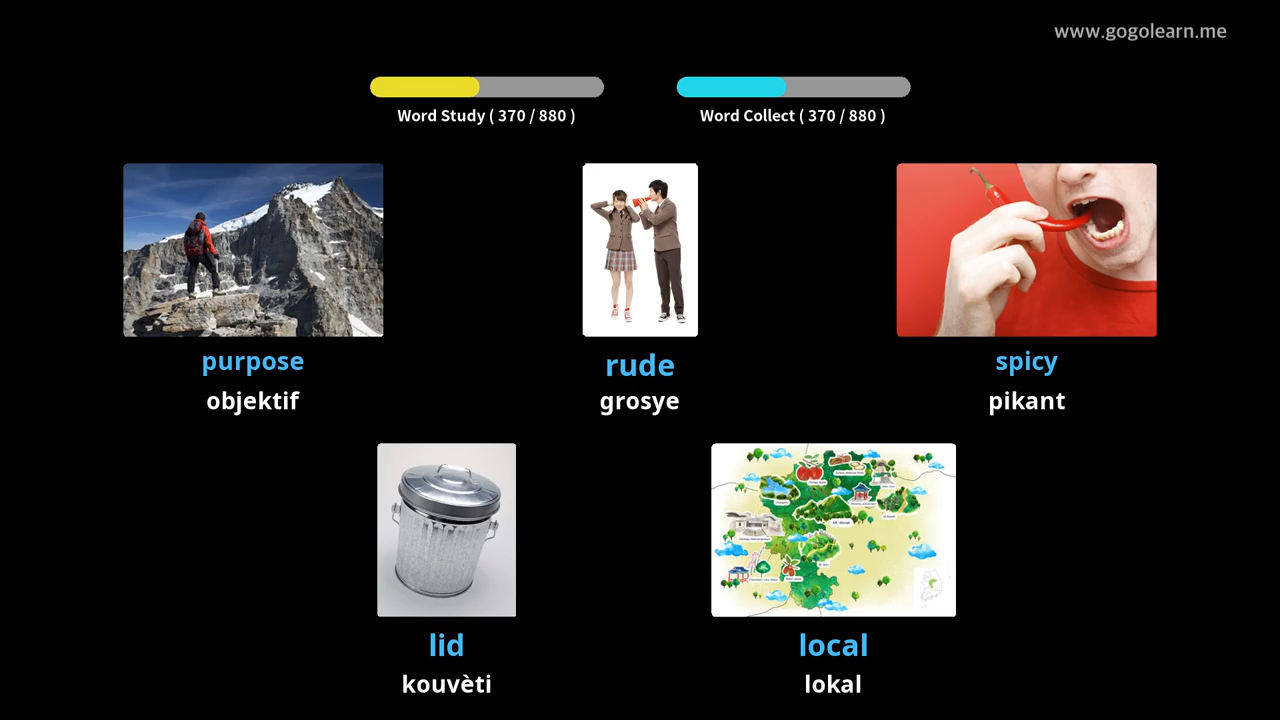 www.gogolearn.me
Word Study ( 370 / 880 )
Word Collect ( 370 / 880 )
purpose
objektif
rude
grosye
spicy
pikant
lid
kouvèti
local
lokal